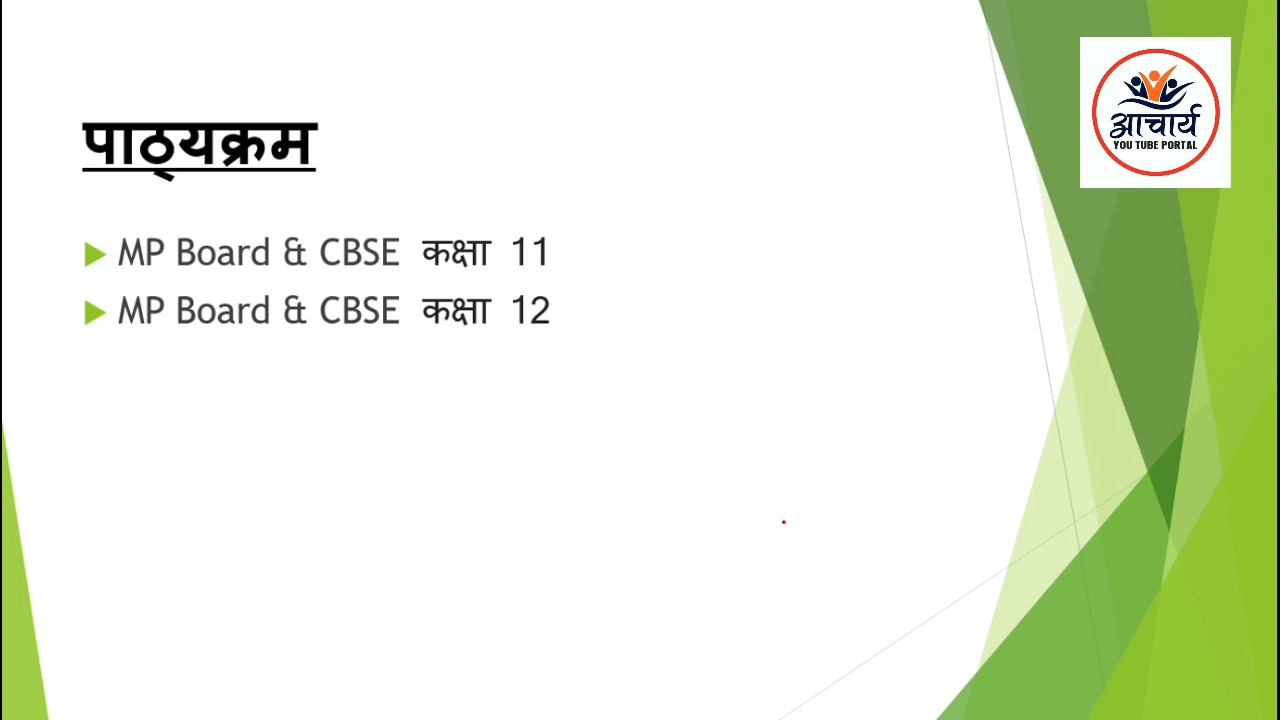 आचार्य
YOU TUBE PORTAL
पाठ्यक्रम
MP Board & CBSE कक्षा 11
MP Board & CBSE कक्षा 12